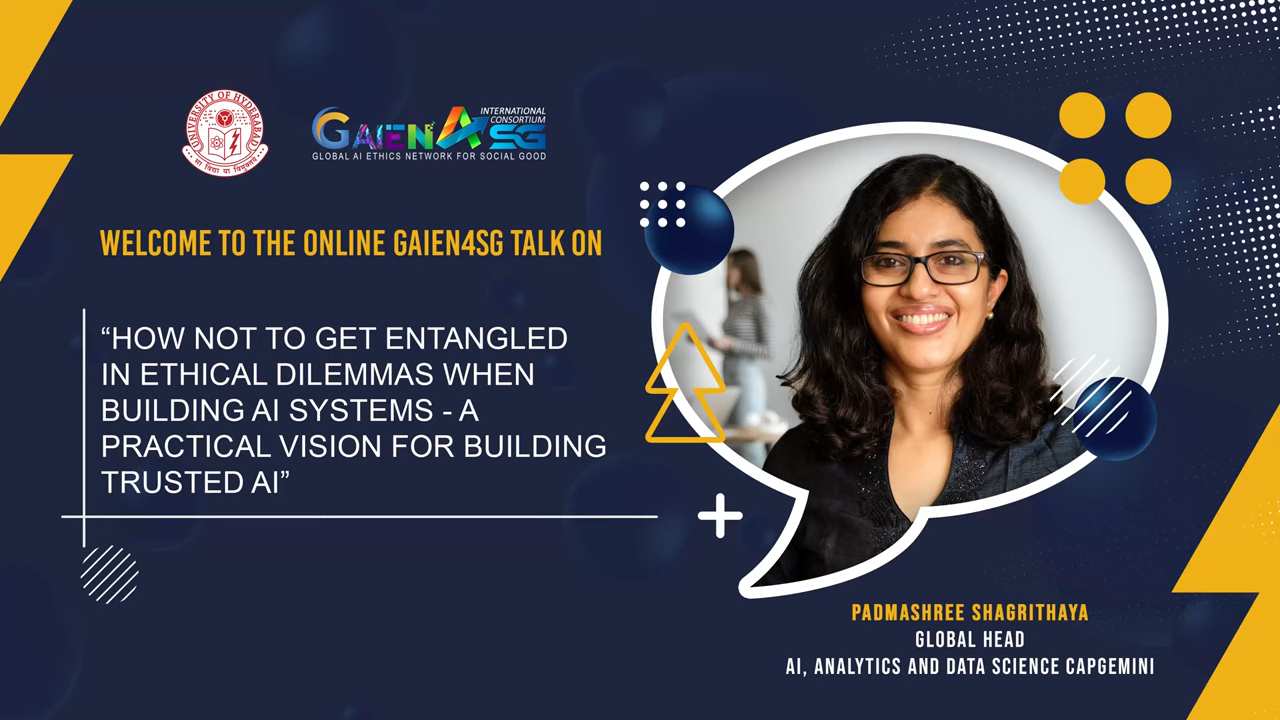 UNIVERSITY OF HYDERABAD
सा विद्या या विमुक्तये
GAIEN4SG
INTERNATIONAL
CONSORTIUM
GLOBAL AI ETHICS NETWORK FOR SOCIAL GOOD
WELCOME TO THE ONLINE GAIEN4SG TALK ON
“HOW NOT TO GET ENTANGLED
IN ETHICAL DILEMMAS WHEN
BUILDING AI SYSTEMS - A
PRACTICAL VISION FOR BUILDING
TRUSTED AI”
PADMASHREE SHAGRITHAYA
GLOBAL HEAD
AI, ANALYTICS AND DATA SCIENCE CAPGEMINI